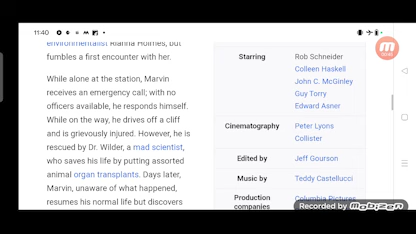 11:40
environmentalist Rianna Holmes, but
fumbles a first encounter with her.
While alone at the station, Marvin
receives an emergency call; with no
officers available, he responds himself.
While on the way, he drives off a cliff
and is grievously injured. However, he is
rescued by Dr. Wilder, a mad scientist,
who saves his life by putting assorted
animal organ transplants. Days later,
Marvin, unaware of what happened,
resumes his normal life but discovers
Starring
Rob Schneider
Colleen Haskell
John C. McGinley
Guy Torry
Edward Asner
Cinematography
Peter Lyons
Collister
Edited by
Jeff Gourson
Music by
Teddy Castellucci
Production
companies
Columbia Pictures
Recorded by Mobizen